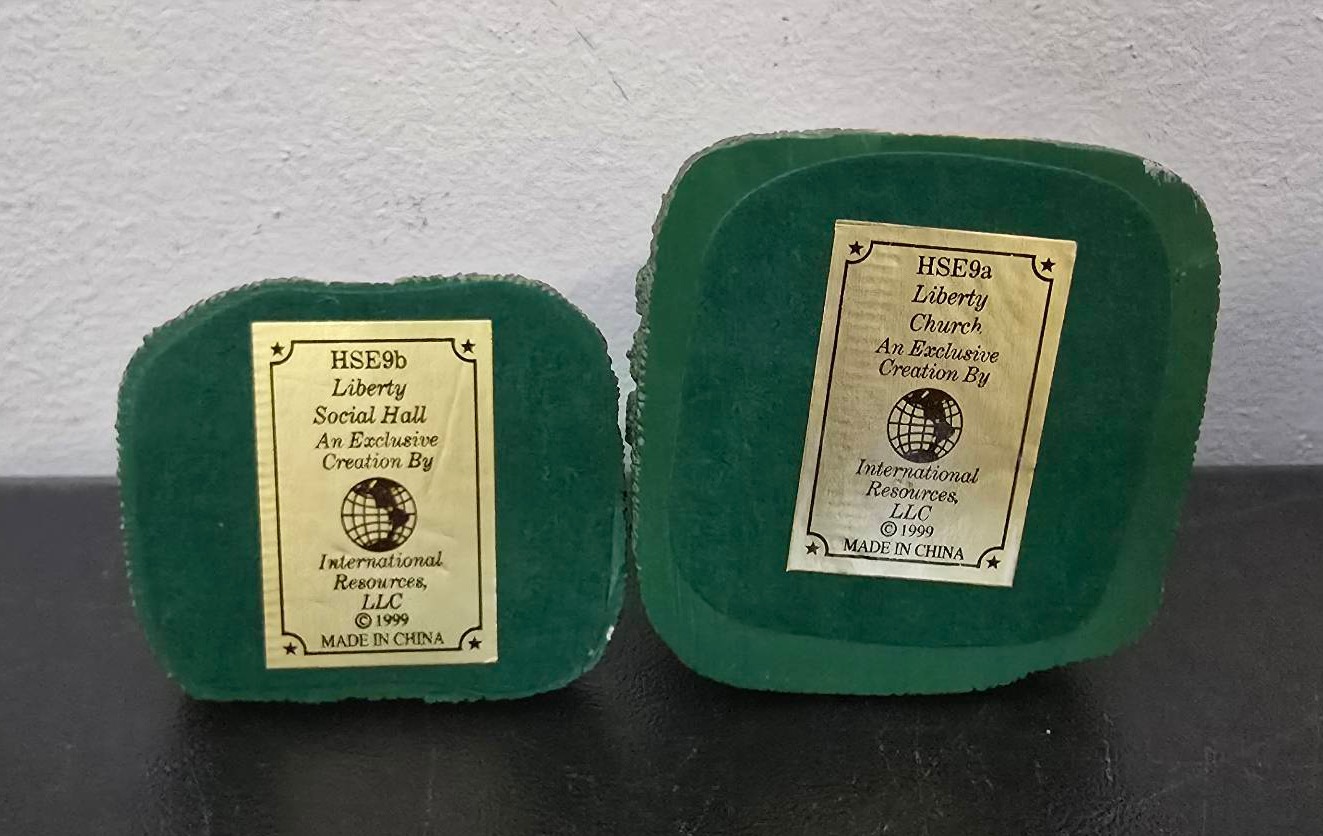 HSE9b
Liberty
Social Hall
An Exclusive
Creation By
International
Resources,
LLC
© 1999
MADE IN CHINA
HSE9a
Liberty
Church
An Exclusive
Creation By
International
Resources,
LLC
© 1999
MADE IN CHINA